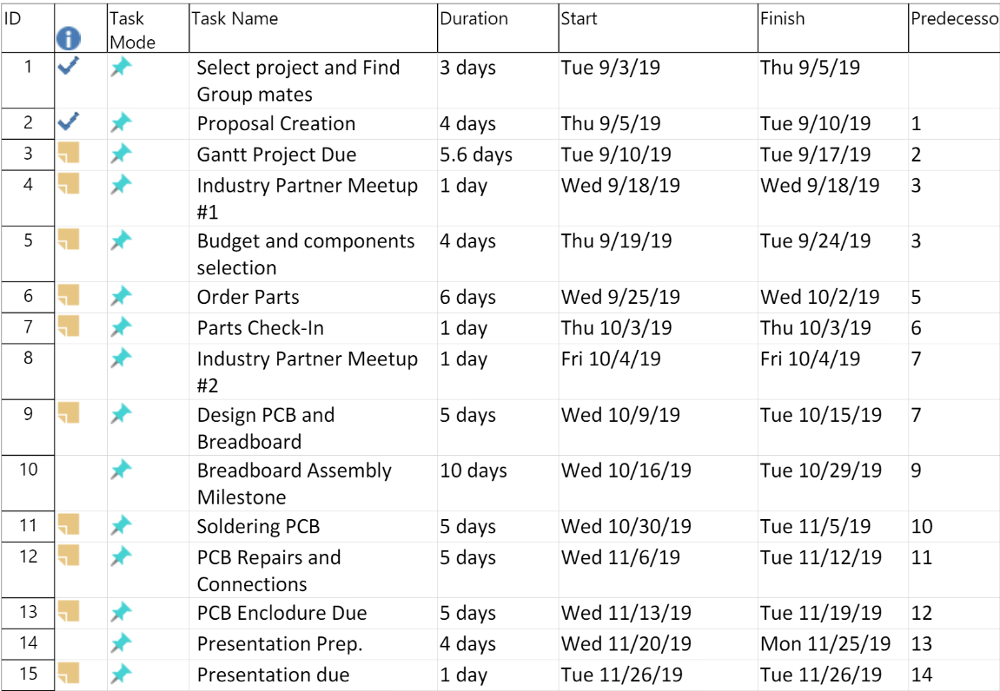 ID Task Mode Task Name Duration Start Finish Predecesso
1 Select project and Find Group mates 3 days Tue 9/3/19 Thu 9/5/19
2 Proposal Creation 4 days Thu 9/5/19 Tue 9/10/19 1
3 Gantt Project Due 5.6 days Tue 9/10/19 Tue 9/17/19 2
4 Industry Partner Meetup #1 1 day Wed 9/18/19 Wed 9/18/19 3
5 Budget and components selection 4 days Thu 9/19/19 Tue 9/24/19 3
6 Order Parts 6 days Wed 9/25/19 Wed 10/2/19 5
7 Parts Check-In 1 day Thu 10/3/19 Thu 10/3/19 6
8 Industry Partner Meetup #2 1 day Fri 10/4/19 Fri 10/4/19 7
9 Design PCB and Breadboard 5 days Wed 10/9/19 Tue 10/15/19 7
10 Breadboard Assembly Milestone 10 days Wed 10/16/19 Tue 10/29/19 9
11 Soldering PCB 5 days Wed 10/30/19 Tue 11/5/19 10
12 PCB Repairs and Connections 5 days Wed 11/6/19 Tue 11/12/19 11
13 PCB Enclodure Due 5 days Wed 11/13/19 Tue 11/19/19 12
14 Presentation Prep. 4 days Wed 11/20/19 Mon 11/25/19 13
15 Presentation due 1 day Tue 11/26/19 Tue 11/26/19 14